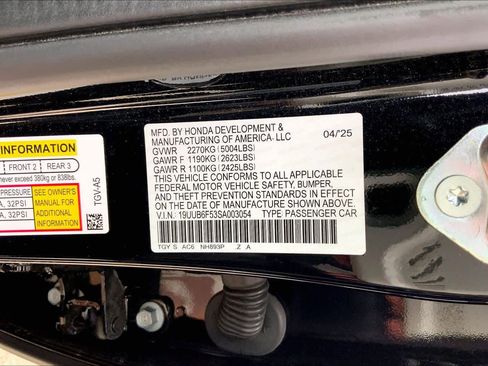 INFORMATION
FRONT 2 REAR 3
never exceed 380kg or 838lbs.
PRESSURE
A, 32PSI
A, 32PSI
SEE OWNER'S
MANUAL FOR
ADDITIONAL
INFORMATION
TGV-A5
MFD. BY HONDA DEVELOPMENT &
MANUFACTURING OF AMERICA, LLC
04/'25
GVWR 2270KG (5004LBS)
GAWR F 1190KG (2623LBS)
GAWR R 1100KG (2425LBS)
THIS VEHICLE CONFORMS TO ALL APPLICABLE
FEDERAL MOTOR VEHICLE SAFETY, BUMPER,
AND THEFT PREVENTION STANDARDS IN EFFECT
ON THE DATE OF MANUFACTURE SHOWN ABOVE.
V.I.N.: 19UUB6F53SA003054 TYPE: PASSENGER CAR
TGY S AC6 NH893P .Z A